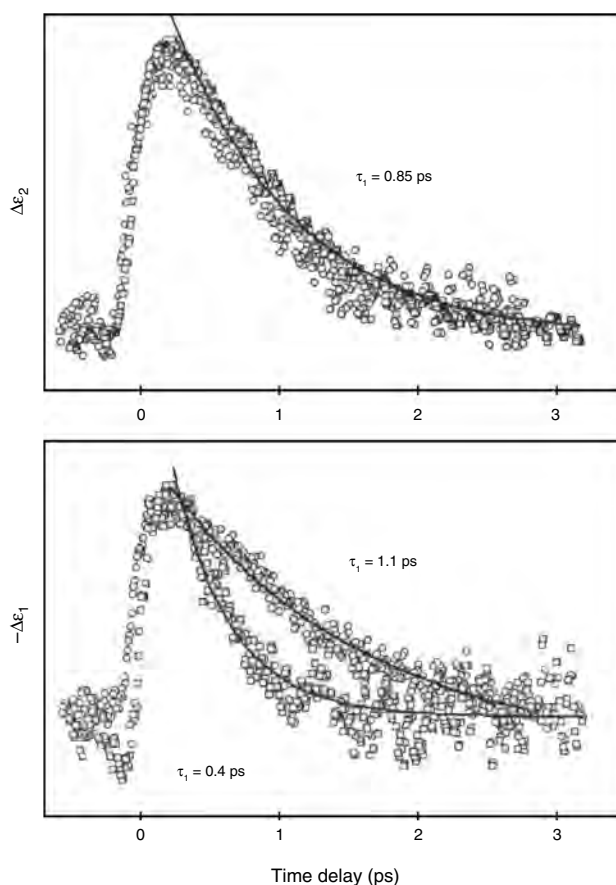 Δε₂
τ₁ = 0.85 ps
0 1 2 3
−Δε₁
τ₁ = 1.1 ps
τ₁ = 0.4 ps
0 1 2 3
Time delay (ps)